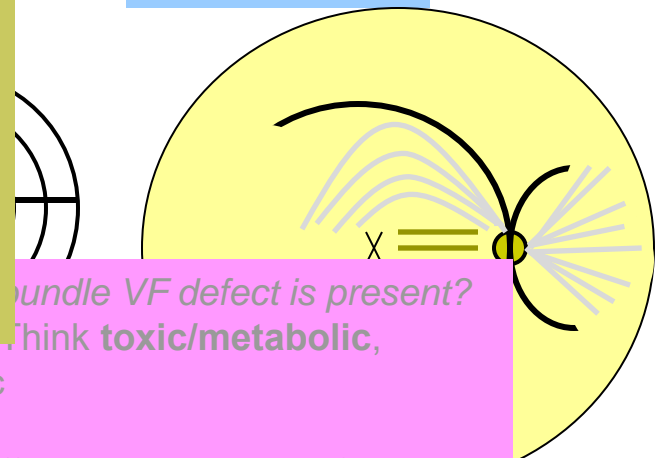 bundle VF defect is present?
Think toxic/metabolic,